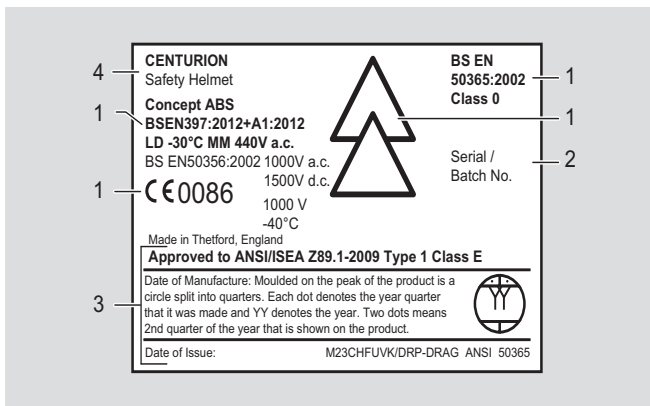 4
CENTURION
Safety Helmet
1
Concept ABS
BSEN397:2012+A1:2012
LD -30°C MM 440V a.c.
BS EN50356:2002 1000V a.c.
1500V d.c.
1
CE0086
1000 V
-40°C
BS EN
50365:2002
Class 0
1
1
Serial /
Batch No.
2
Made in Thetford, England
Approved to ANSI/ISEA Z89.1-2009 Type 1 Class E
3
Date of Manufacture: Moulded on the peak of the product is a
circle split into quarters. Each dot denotes the year quarter
that it was made and YY denotes the year. Two dots means
2nd quarter of the year that is shown on the product.
YY
Date of Issue:
M23CHFUVK/DRP-DRAG ANSI 50365